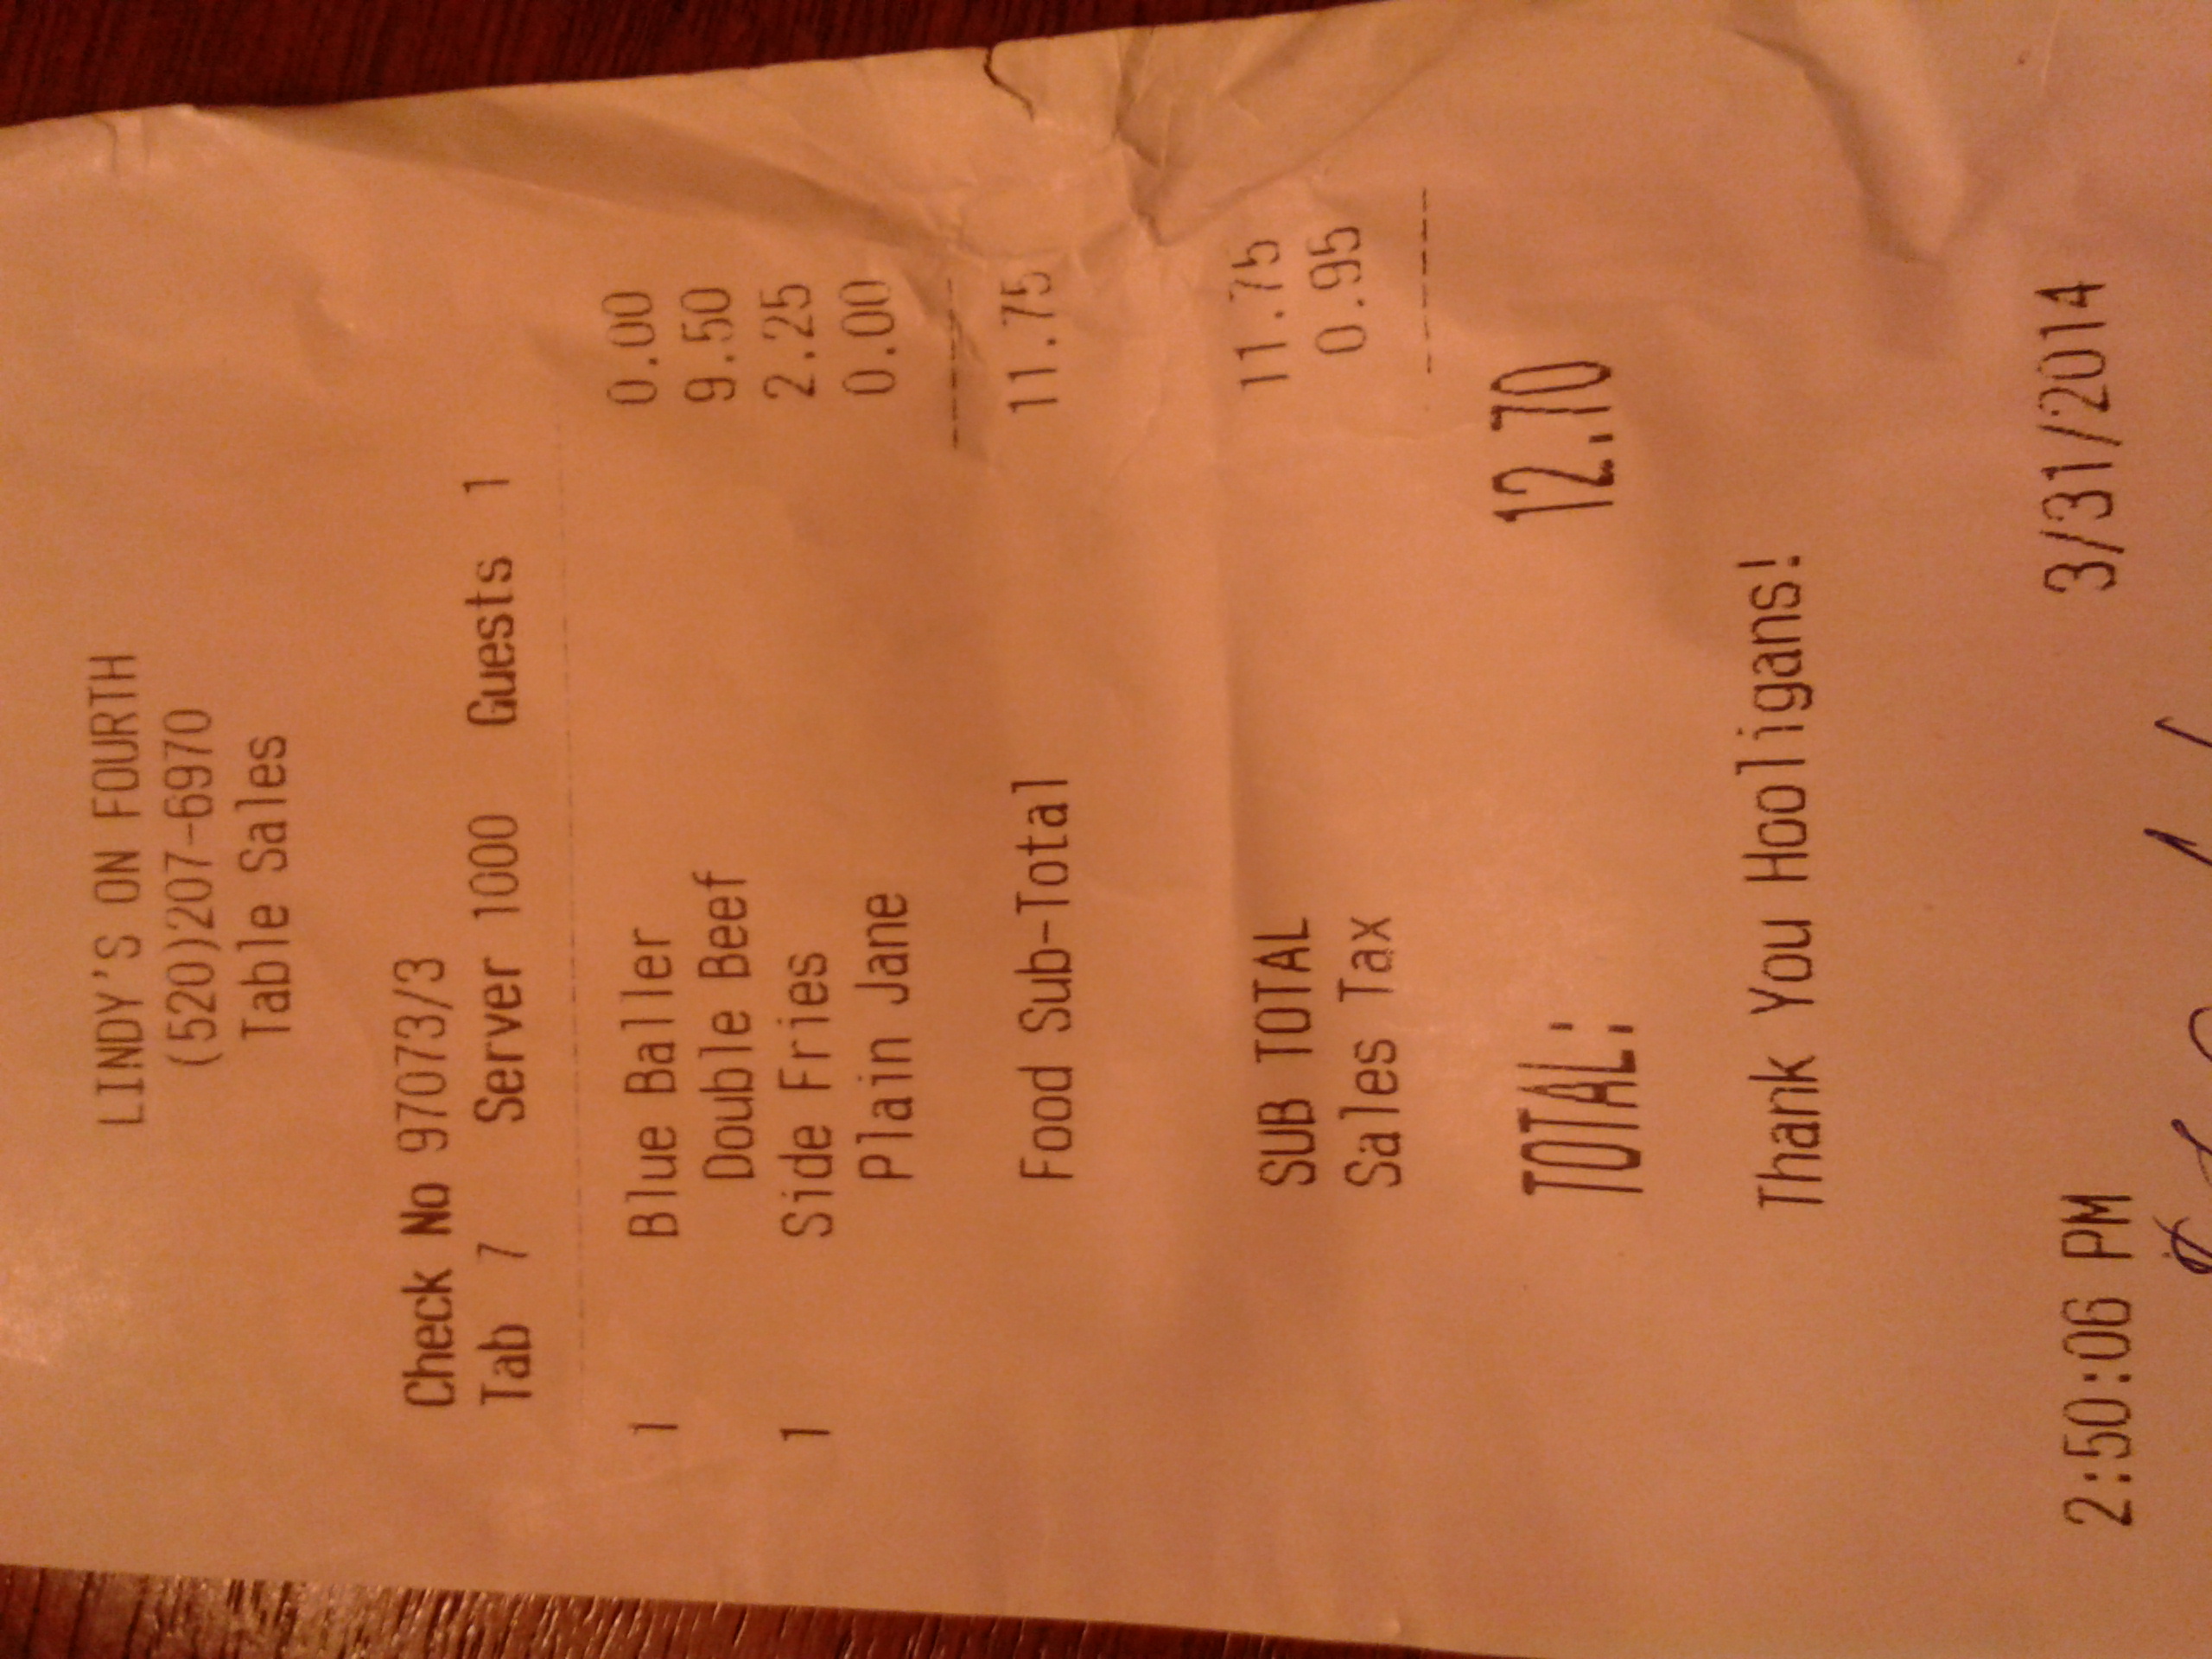 LINDY'S ON FOURTH
(520)207-6970
Table Sales
Check No 97073/3
Tab 7 Server 1000 Guests 1
1 Blue Baller 0.00
Double Beef 9.50
1 Side Fries 2.25
Plain Jane 0.00
Food Sub-Total 11.75
SUB TOTAL 11.75
Sales Tax 0.95
TOTAL: 12.70
Thank You Hooligans!
2:50:06 PM 3/31/2014